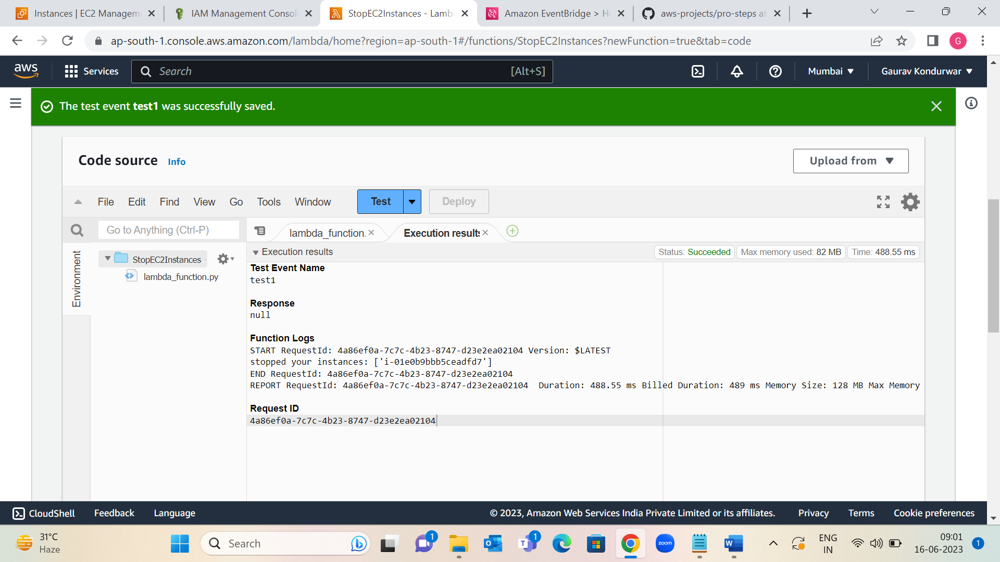 Instances | EC2 Managem
IAM Management Consol
StopEC2Instances - Lamb
Amazon EventBridge > H
aws-projects/pro-steps at
ap-south-1.console.aws.amazon.com/lambda/home?region=ap-south-1#/functions/StopEC2Instances?newFunction=true&tab=code
G
aws
Services
Search
[Alt+S]
Mumbai
Gaurav Kondurwar
The test event test1 was successfully saved.
Code source Info
Upload from
File Edit Find View Go Tools Window
Test
Deploy
Go to Anything (Ctrl-P)
lambda_function.
Execution results
Environment
StopEC2Instances -
lambda_function.py
Execution results
Status: Succeeded
Max memory used: 82 MB
Time: 488.55 ms
Test Event Name
test1
Response
null
Function Logs
START RequestId: 4a86ef0a-7c7c-4b23-8747-d23e2ea02104 Version: $LATEST
stopped your instances: ['i-01e0b9bbb5ceadfd7']
END RequestId: 4a86ef0a-7c7c-4b23-8747-d23e2ea02104
REPORT RequestId: 4a86ef0a-7c7c-4b23-8747-d23e2ea02104 Duration: 488.55 ms Billed Duration: 489 ms Memory Size: 128 MB Max Memory
Request ID
4a86ef0a-7c7c-4b23-8747-d23e2ea02104
CloudShell
Feedback
Language
© 2023, Amazon Web Services India Private Limited or its affiliates.
Privacy
Terms
Cookie preferences
31°C
Haze
Search
1
1
zoom
ENG
IN
09:01
16-06-2023
1